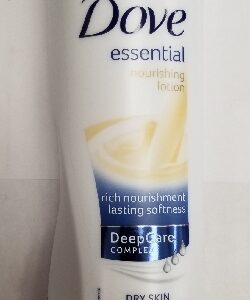 Dove
essential
nourishing
lotion
rich nourishment
lasting softness
DeepCare
COMPLEX
DRY SKIN